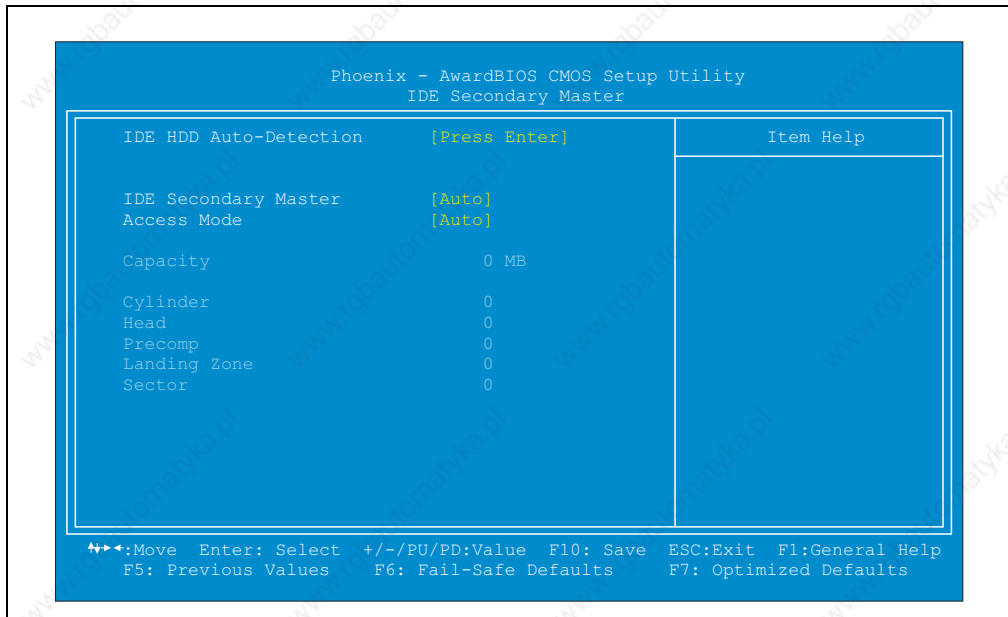 Phoenix - AwardBIOS CMOS Setup Utility
IDE Secondary Master
IDE HDD Auto-Detection [Press Enter] Item Help
IDE Secondary Master [Auto]
Access Mode [Auto]
Capacity 0 MB
Cylinder 0
Head 0
Precomp 0
Landing Zone 0
Sector 0
:Move Enter: Select +/-/PU/PD:Value F10: Save ESC:Exit F1:General Help
F5: Previous Values F6: Fail-Safe Defaults F7: Optimized Defaults
www.rgbautomatyka.pl